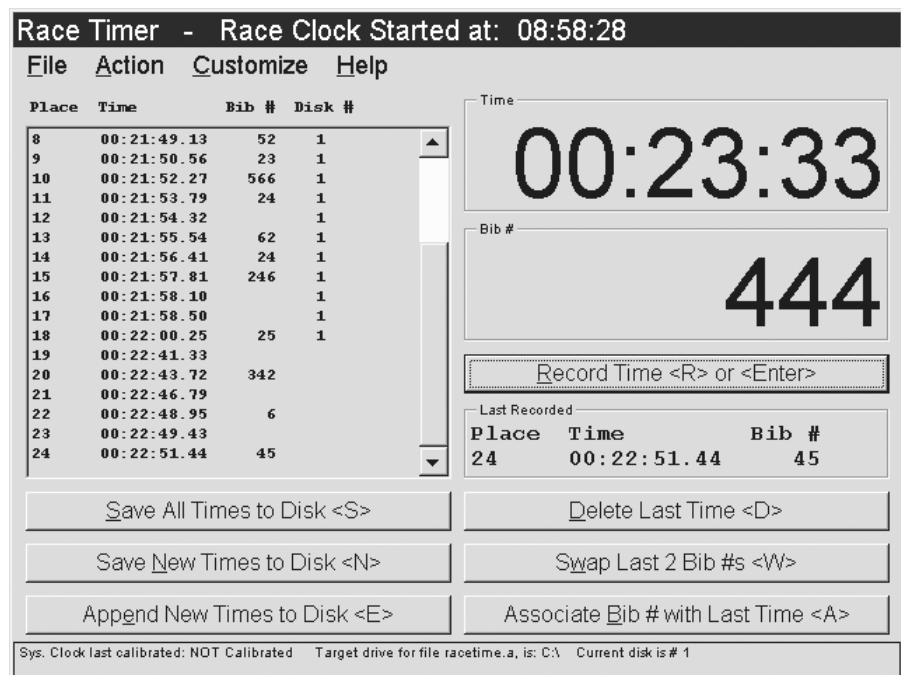 Race Timer - Race Clock Started at: 08:58:28
File Action Customize Help
Place Time Bib # Disk #
8 00:21:49.13 52 1
9 00:21:50.56 23 1
10 00:21:52.27 566 1
11 00:21:53.79 24 1
12 00:21:54.32 1
13 00:21:55.54 62 1
14 00:21:56.41 24 1
15 00:21:57.81 246 1
16 00:21:58.10 1
17 00:21:58.50 1
18 00:22:00.25 25 1
19 00:22:41.33
20 00:22:43.72 342
21 00:22:46.79
22 00:22:48.95 6
23 00:22:49.43
24 00:22:51.44 45
Time
00:23:33
Bib #
444
Record Time <R> or <Enter>
Last Recorded
Place Time Bib #
24 00:22:51.44 45
Save All Times to Disk <S>
Delete Last Time <D>
Save New Times to Disk <N>
Swap Last 2 Bib #s <W>
Append New Times to Disk <E>
Associate Bib # with Last Time <A>
Sys. Clock last calibrated: NOT Calibrated Target drive for file racetime.a, is: C:\ Current disk is # 1